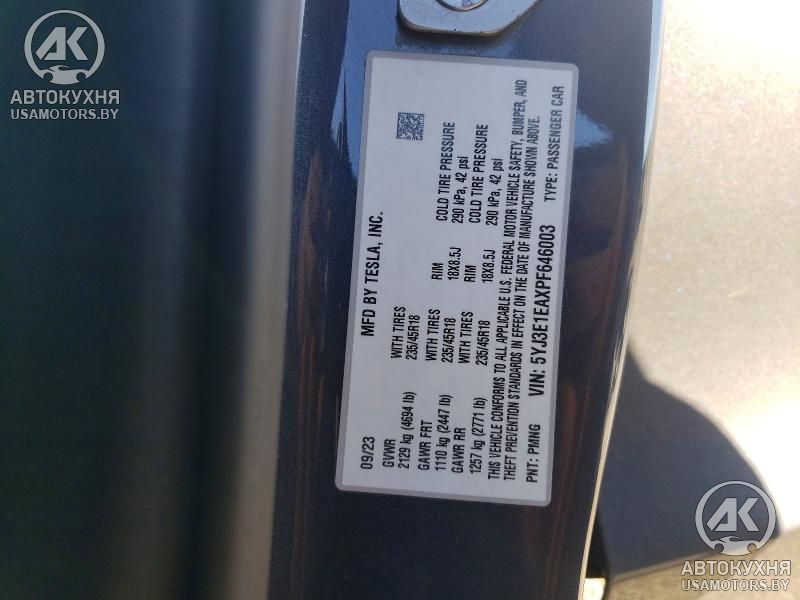 АК
АВТОКУХНЯ
USAMOTORS.BY
MFD BY TESLA, INC.
09/23
GVWR
2129 kg (4694 lb)
GAWR FRT WITH TIRES RIM COLD TIRE PRESSURE
1110 kg (2447 lb) 235/45R18 18X8.5J 290 kPa, 42 psi
GAWR RR WITH TIRES RIM COLD TIRE PRESSURE
1257 kg (2771 lb) 235/45R18 18X8.5J 290 kPa, 42 psi
THIS VEHICLE CONFORMS TO ALL APPLICABLE U.S. FEDERAL MOTOR VEHICLE SAFETY, BUMPER, AND
THEFT PREVENTION STANDARDS IN EFFECT ON THE DATE OF MANUFACTURE SHOWN ABOVE.
PNT: PMNG VIN: 5YJ3E1EAXPF646003 TYPE: PASSENGER CAR
АК
АВТОКУХНЯ
USAMOTORS.BY